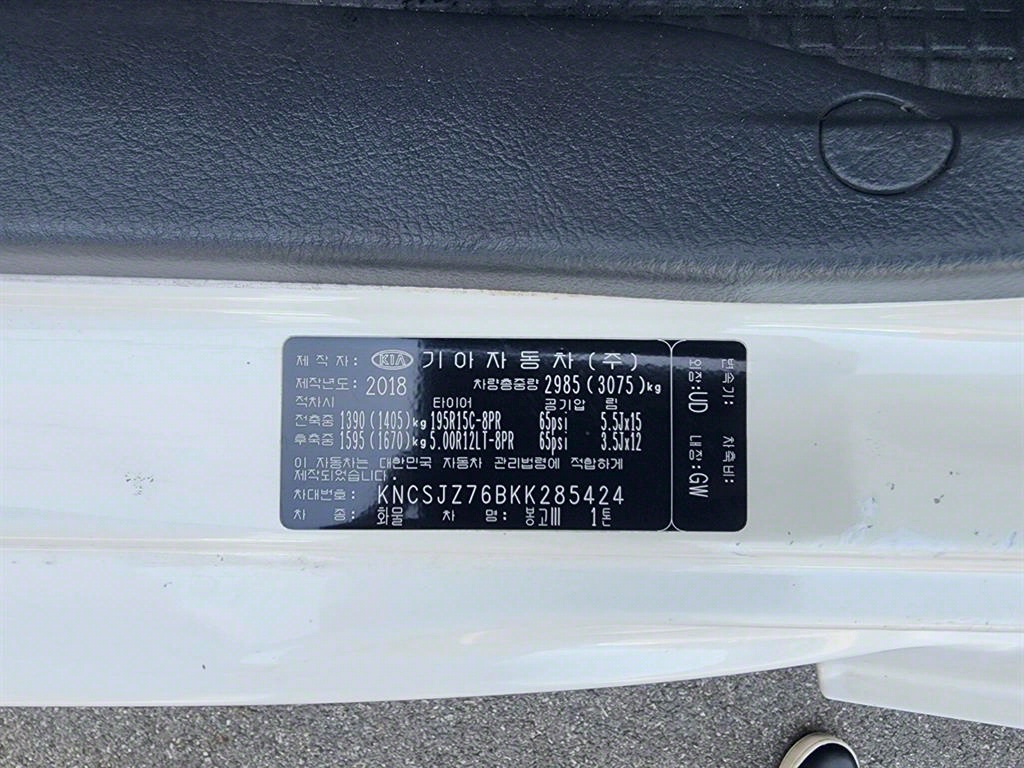 제 작 자: KIA 기아자동차(주)
제작년도: 2018 차량총중량 2985(3075)kg
적차시 타이어 공기압 림
전축중 1390(1405)kg 195R15C-8PR 65psi 5.5Jx15
후축중 1595(1670)kg 5.00R12LT-8PR 65psi 3.5Jx12
이 자동차는 대한민국 자동차 관리법령에 적합하게
제작되었습니다.
차대번호: KNCSJZ76BKK285424
차 종: 화물 차 명: 봉고III 1톤
변속기: 차축비:
외장:UD 내장:GW